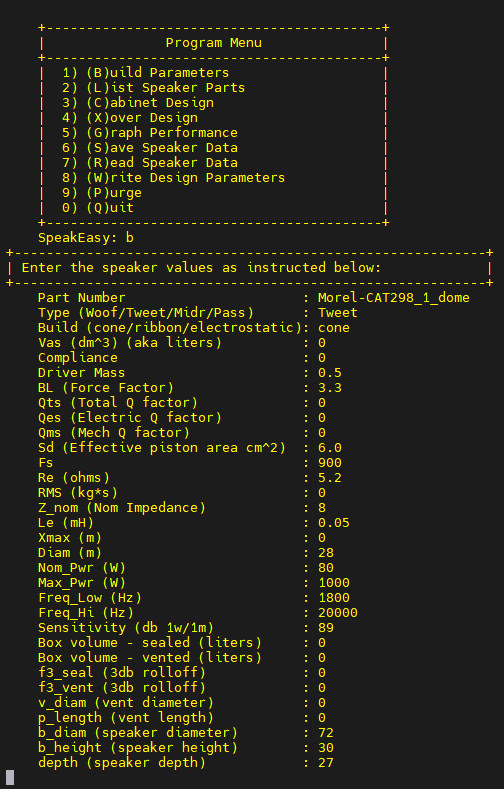 Program Menu
1) (B)uild Parameters
2) (L)ist Speaker Parts
3) (C)abinet Design
4) (X)over Design
5) (G)raph Performance
6) (S)ave Speaker Data
7) (R)ead Speaker Data
8) (W)rite Design Parameters
9) (P)urge
0) (Q)uit
SpeakEasy: b
Enter the speaker values as instructed below:
Part Number : Morel-CAT298_1_dome
Type (Woof/Tweet/Midr/Pass) : Tweet
Build (cone/ribbon/electrostatic): cone
Vas (dm^3) (aka liters) : 0
Compliance : 0
Driver Mass : 0.5
BL (Force Factor) : 3.3
Qts (Total Q factor) : 0
Qes (Electric Q factor) : 0
Qms (Mech Q factor) : 0
Sd (Effective piston area cm^2) : 6.0
Fs : 900
Re (ohms) : 5.2
RMS (kg*s) : 0
Z_nom (Nom Impedance) : 8
Le (mH) : 0.05
Xmax (m) : 0
Diam (m) : 28
Nom_Pwr (W) : 80
Max_Pwr (W) : 1000
Freq_Low (Hz) : 1800
Freq_Hi (Hz) : 20000
Sensitivity (db 1w/1m) : 89
Box volume - sealed (liters) : 0
Box volume - vented (liters) : 0
f3_seal (3db rolloff) : 0
f3_vent (3db rolloff) : 0
v_diam (vent diameter) : 0
p_length (vent length) : 0
b_diam (speaker diameter) : 72
b_height (speaker height) : 30
depth (speaker depth) : 27